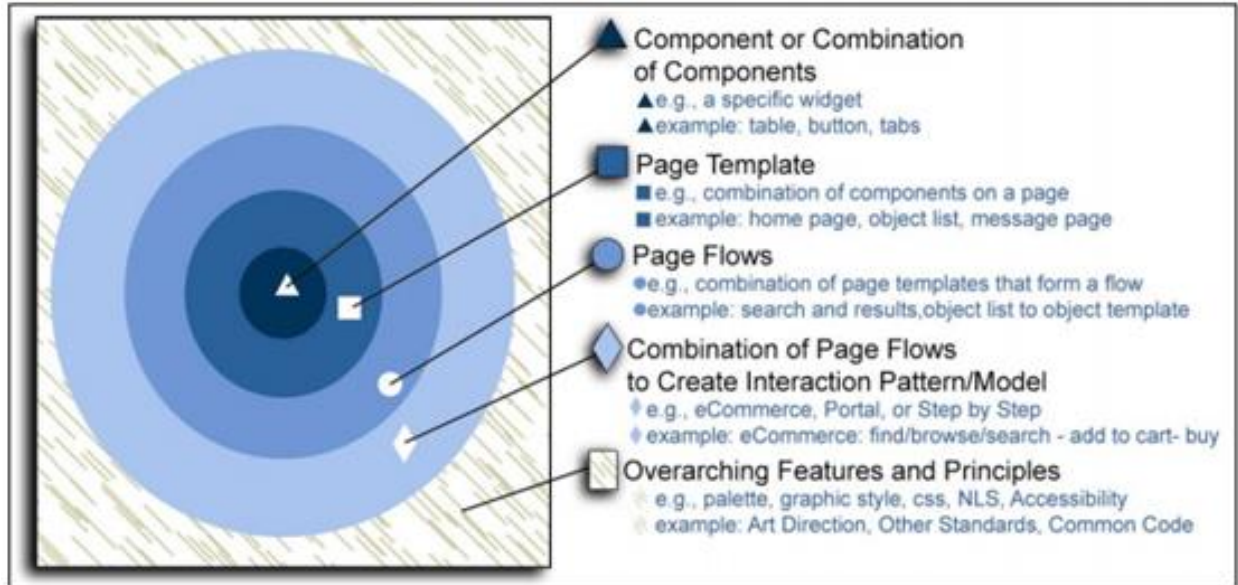 Component or Combination
of Components
e.g., a specific widget
example: table, button, tabs
Page Template
e.g., combination of components on a page
example: home page, object list, message page
Page Flows
e.g., combination of page templates that form a flow
example: search and results,object list to object template
Combination of Page Flows
to Create Interaction Pattern/Model
e.g., eCommerce, Portal, or Step by Step
example: eCommerce: find/browse/search - add to cart- buy
Overarching Features and Principles
e.g., palette, graphic style, css, NLS, Accessibility
example: Art Direction, Other Standards, Common Code